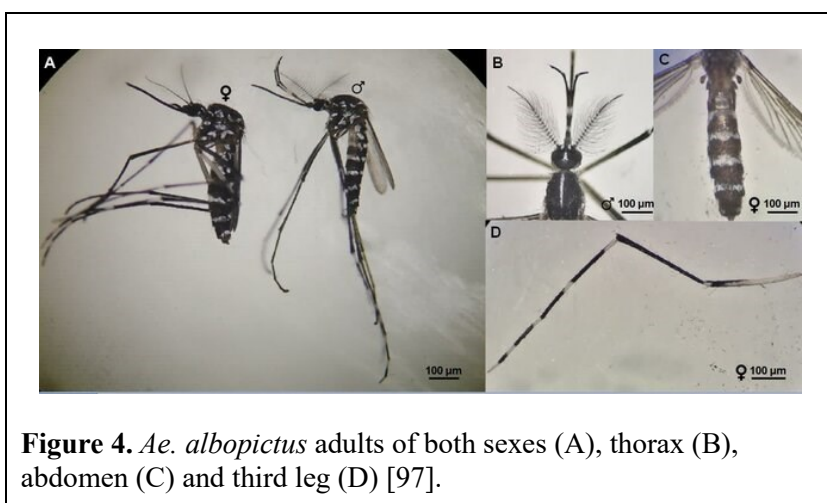 A
♀
♂
100 µm
B
♂ 100 µm
C
♀ 100 µm
D
♀ 100 µm
Figure 4. Ae. albopictus adults of both sexes (A), thorax (B),
abdomen (C) and third leg (D) [97].